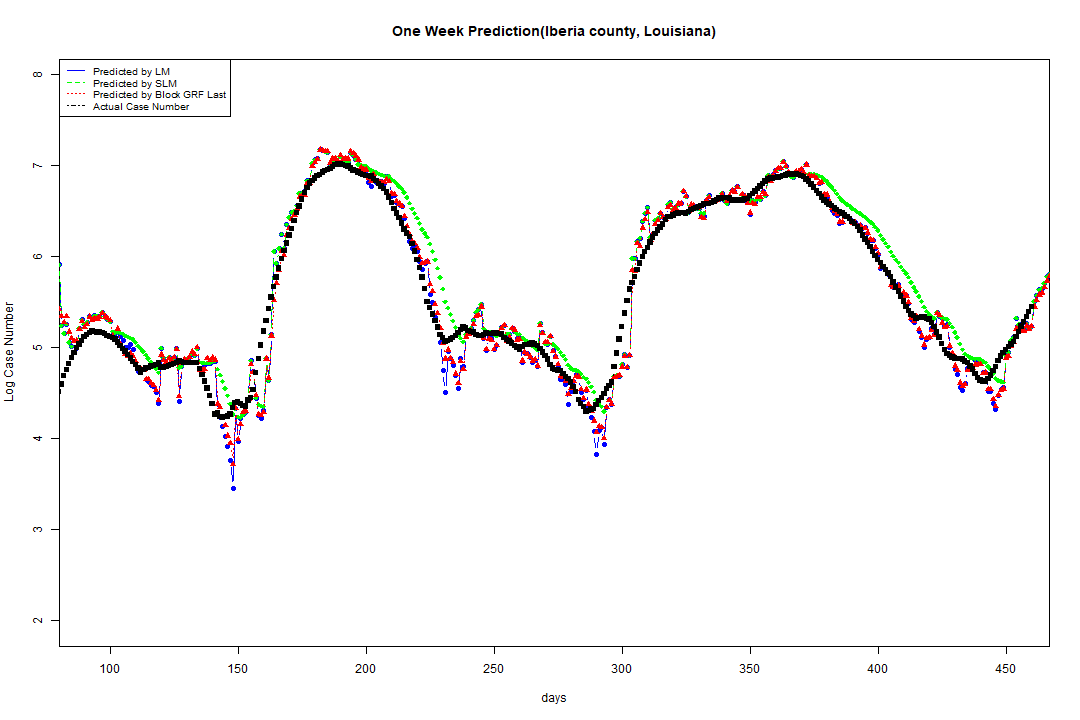 One Week Prediction(Iberia county, Louisiana)
Predicted by LM
Predicted by SLM
Predicted by Block GRF Last
Actual Case Number
8
7
6
5
4
3
2
Log Case Number
100 150 200 250 300 350 400 450
days